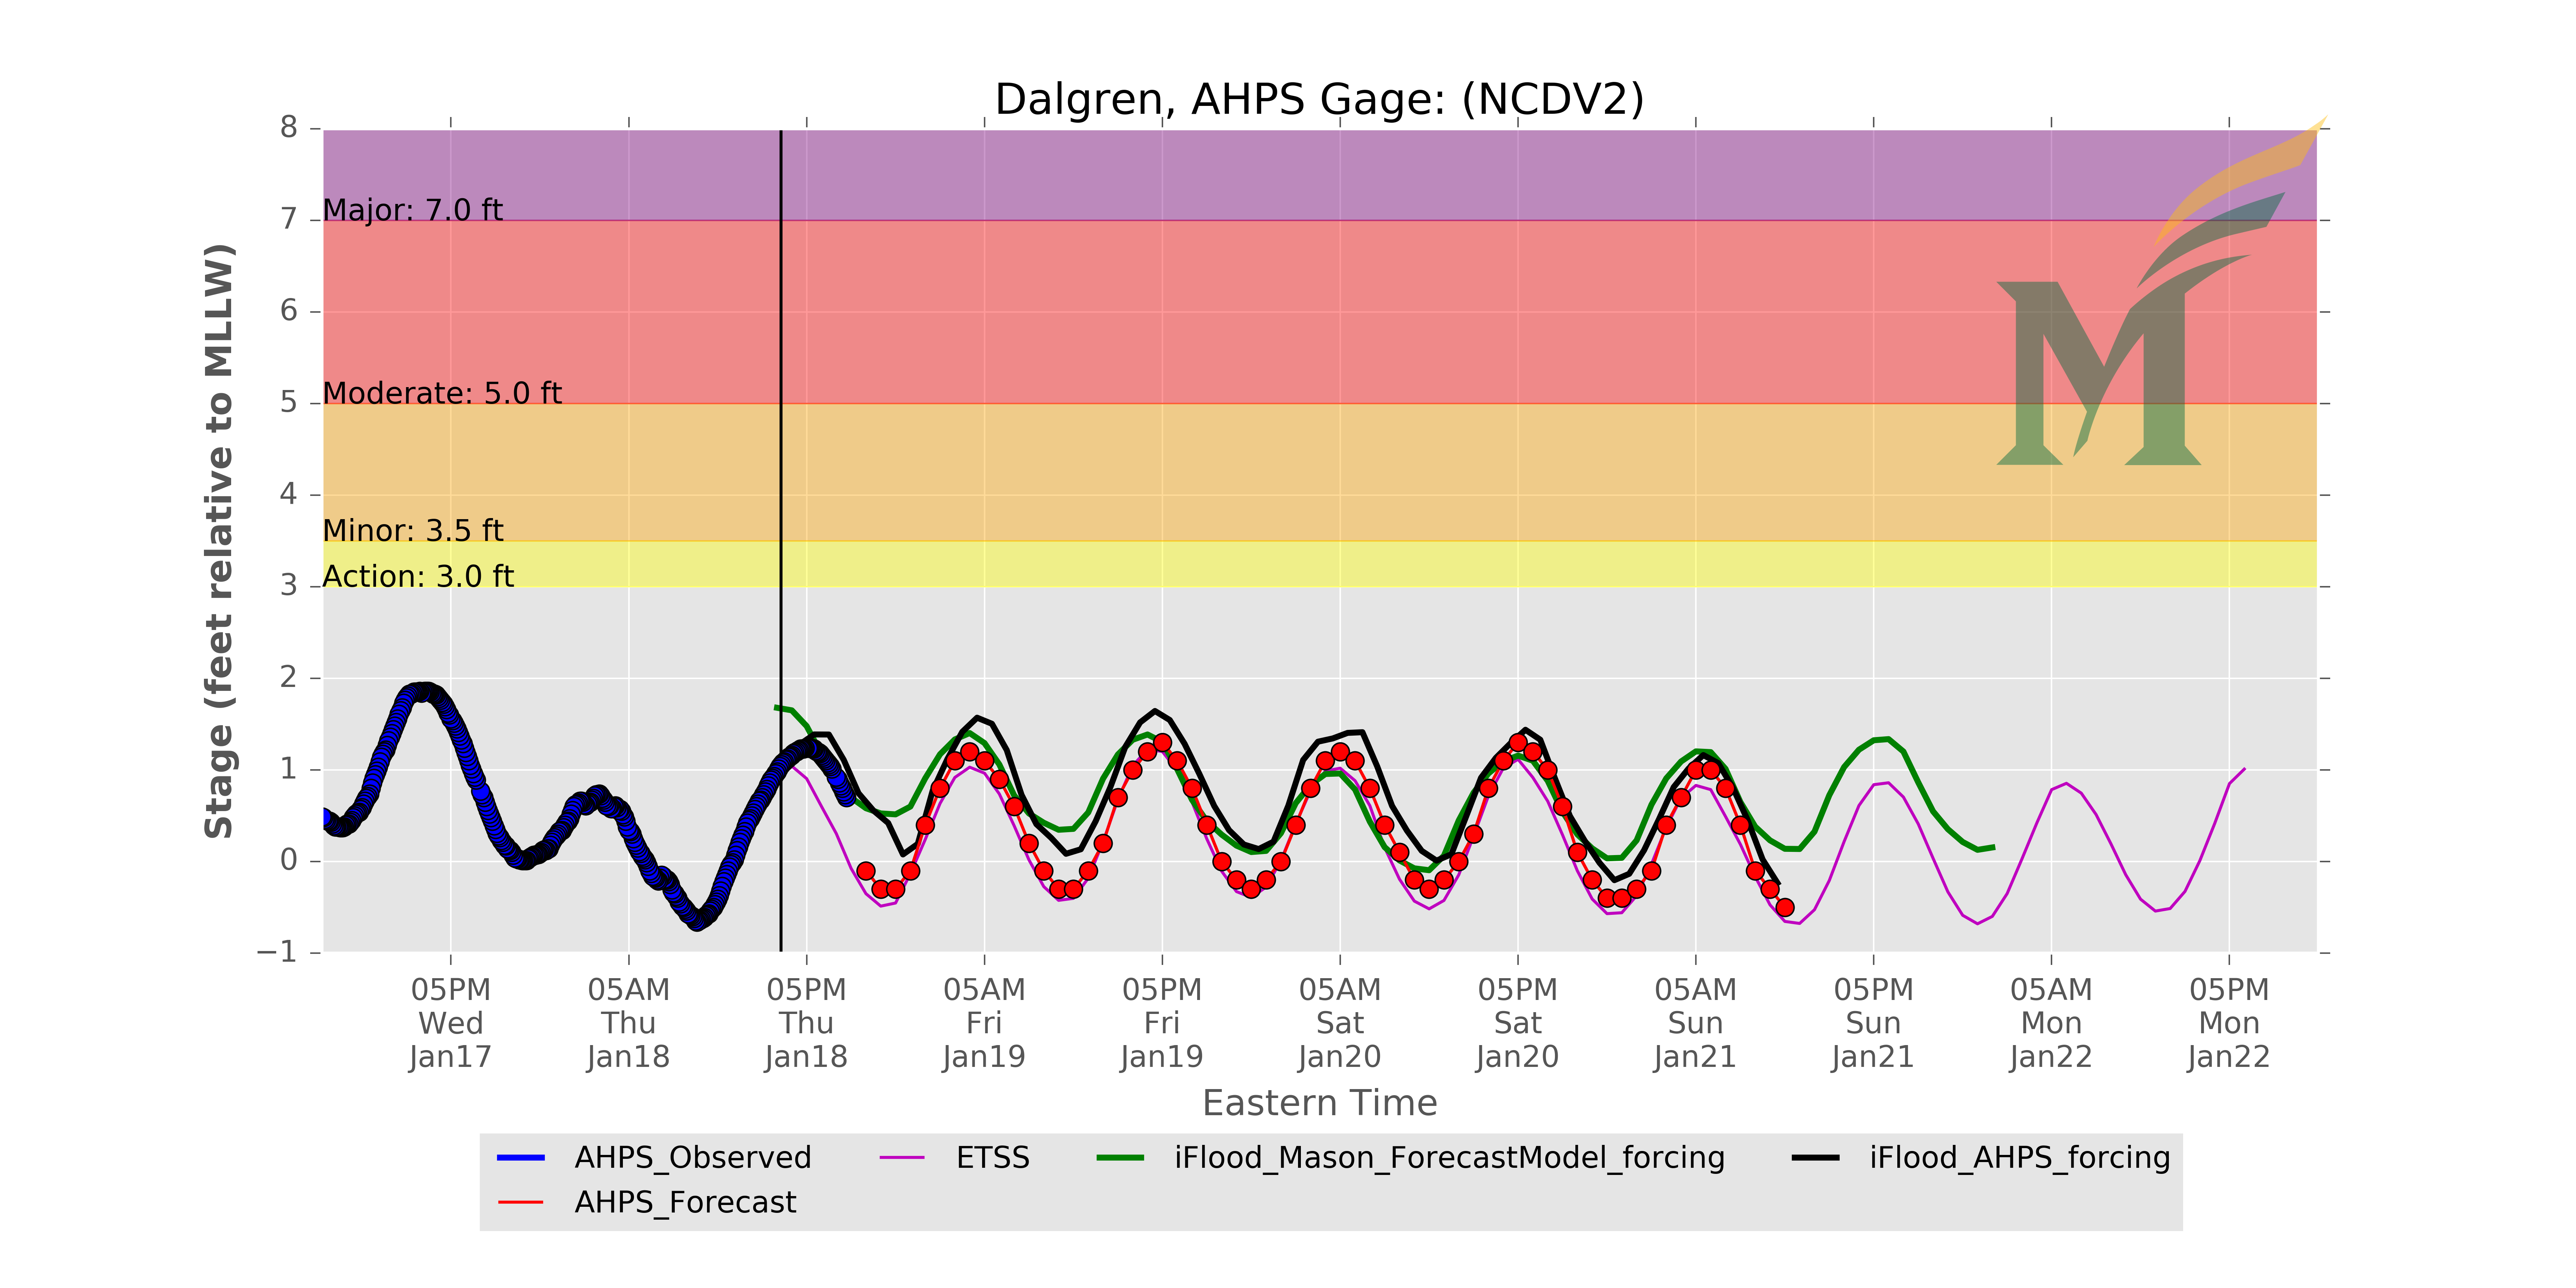 Dalgren, AHPS Gage: (NCDV2)
Stage (feet relative to MLLW)
8
7
6
5
4
3
2
1
0
−1
Major: 7.0 ft
Moderate: 5.0 ft
Minor: 3.5 ft
Action: 3.0 ft
M
05PM 05AM 05PM 05AM 05PM 05AM 05PM 05AM 05PM 05AM 05PM
Wed Thu Thu Fri Fri Sat Sat Sun Sun Mon Mon
Jan17 Jan18 Jan18 Jan19 Jan19 Jan20 Jan20 Jan21 Jan21 Jan22 Jan22
Eastern Time
AHPS_Observed ETSS iFlood_Mason_ForecastModel_forcing iFlood_AHPS_forcing
AHPS_Forecast